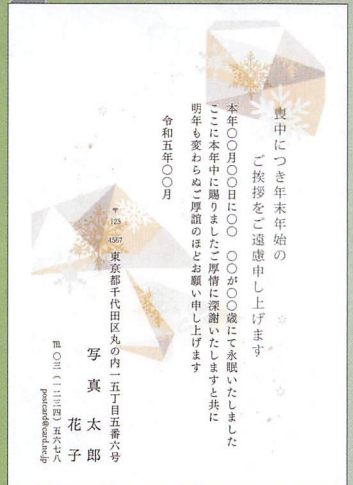 喪中につき年末年始の
ご挨拶をご遠慮申し上げます
本年〇〇月〇〇日に〇〇　〇〇が〇〇歳にて永眠いたしました
ここに本年中に賜りましたご厚情に深謝いたしますと共に
明年も変わらぬご厚誼のほどお願い申し上げます
令和五年〇〇月
〒123 4567 東京都千代田区丸の内一五丁目五番六号
写真 太郎
花子
℡〇三(一二三四)五六七八
postcard@card.ne.jp